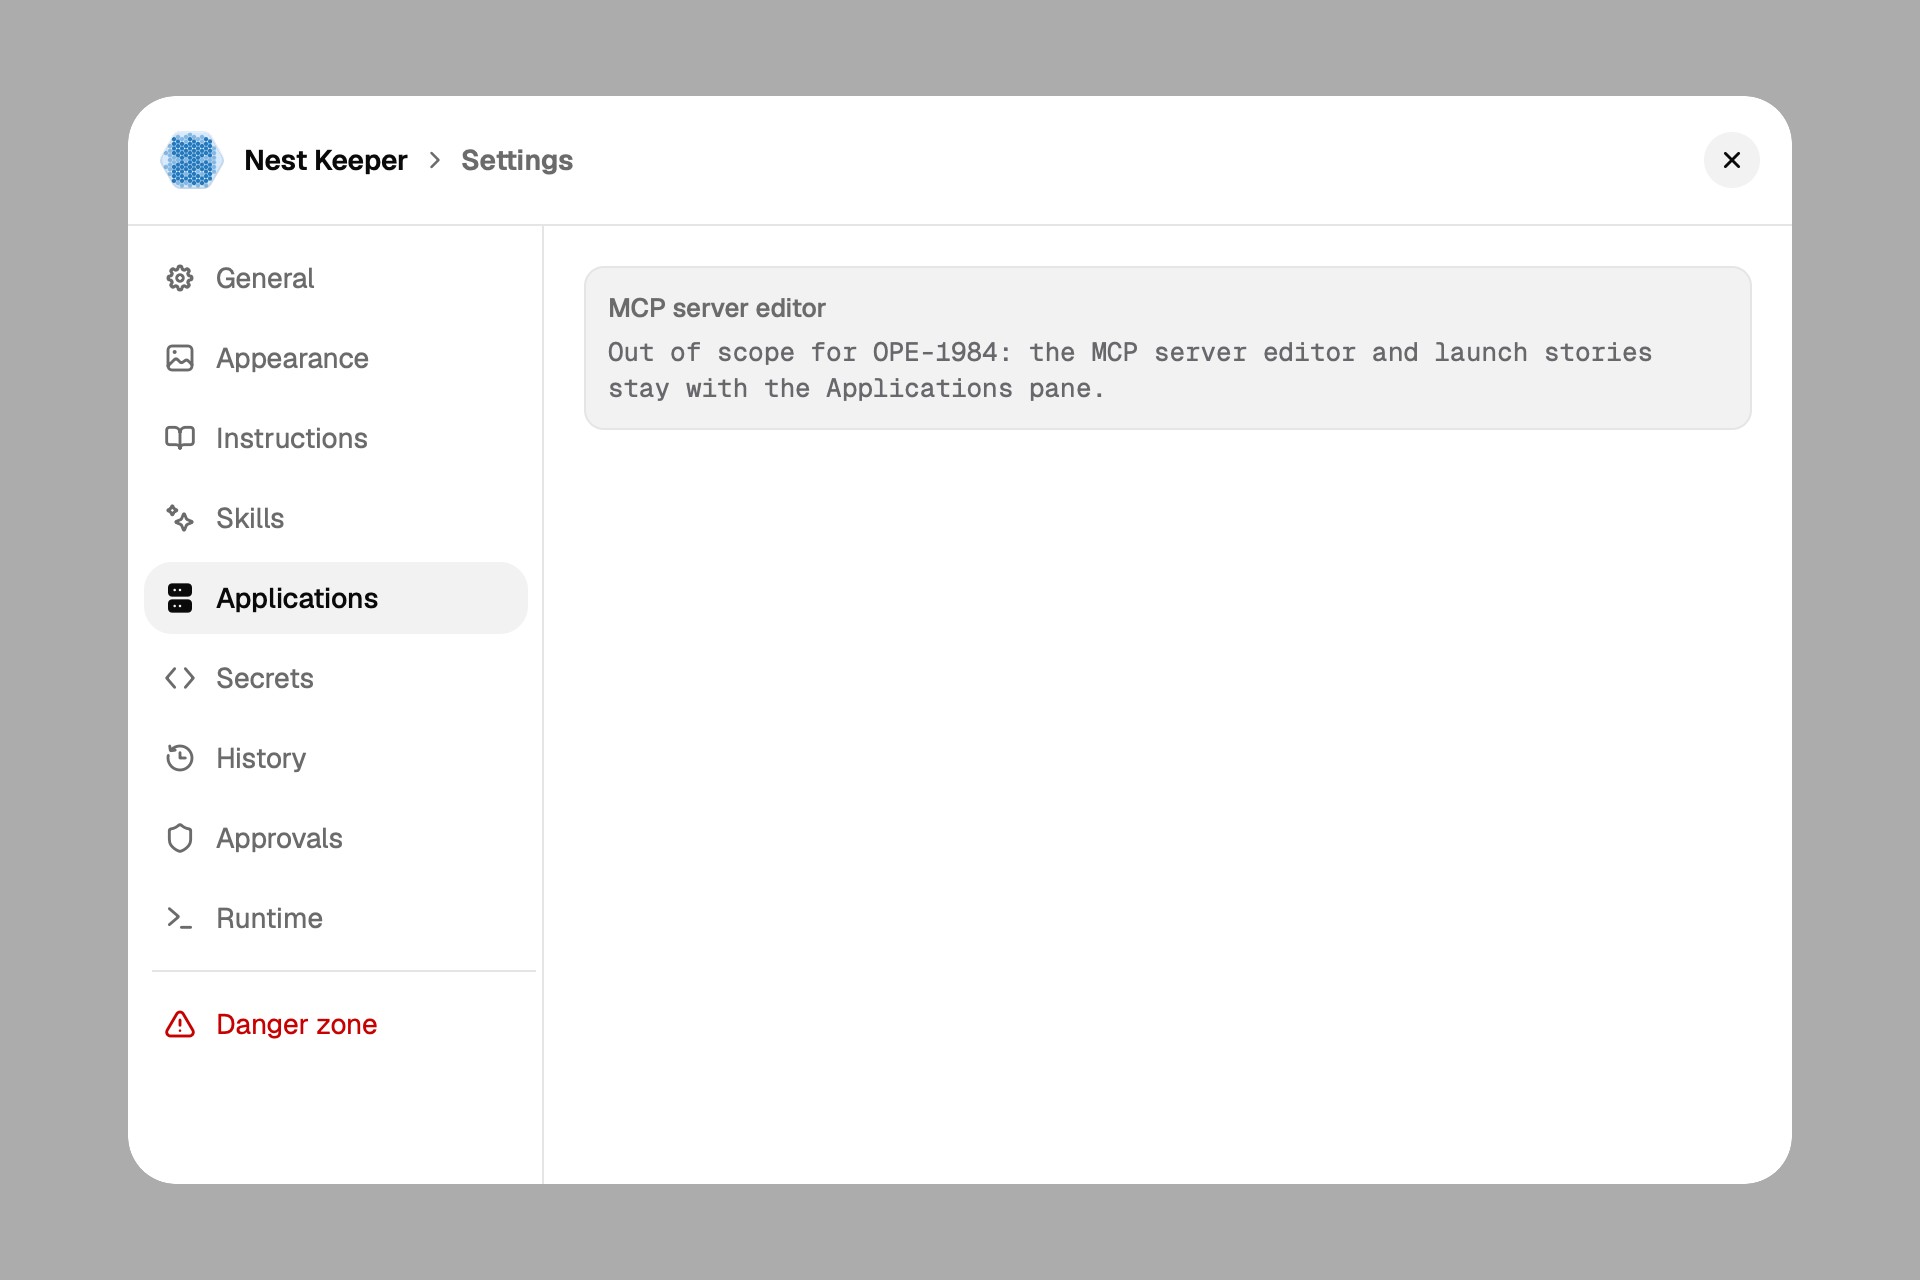 Nest Keeper > Settings
General
Appearance
Instructions
Skills
Applications
Secrets
History
Approvals
Runtime
Danger zone
MCP server editor
Out of scope for OPE-1984: the MCP server editor and launch stories
stay with the Applications pane.